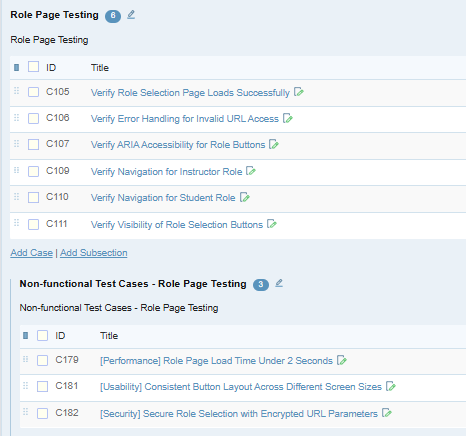 Role Page Testing 6
Role Page Testing
ID Title
C105 Verify Role Selection Page Loads Successfully
C106 Verify Error Handling for Invalid URL Access
C107 Verify ARIA Accessibility for Role Buttons
C109 Verify Navigation for Instructor Role
C110 Verify Navigation for Student Role
C111 Verify Visibility of Role Selection Buttons
Add Case | Add Subsection
Non-functional Test Cases - Role Page Testing 3
Non-functional Test Cases - Role Page Testing
ID Title
C179 [Performance] Role Page Load Time Under 2 Seconds
C181 [Usability] Consistent Button Layout Across Different Screen Sizes
C182 [Security] Secure Role Selection with Encrypted URL Parameters